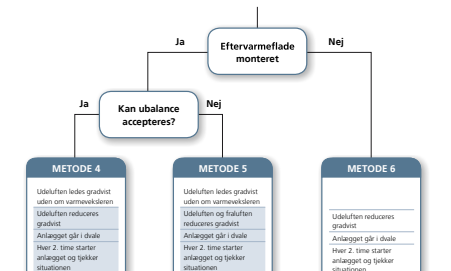 Eftervarmeflade
monteret
Ja
Nej
Kan ubalance
accepteres?
Ja
Nej
METODE 4
Udeluften ledes gradvist
uden om varmeveksleren
Udeluften reduceres
gradvist
Anlægget går i dvale
Hver 2. time starter
anlægget og tjekker
situationen
METODE 5
Udeluften ledes gradvist
uden om varmeveksleren
Udeluften og fraluften
reduceres gradvist
Anlægget går i dvale
Hver 2. time starter
anlægget og tjekker
situationen
METODE 6
Udeluften reduceres
gradvist
Anlægget går i dvale
Hver 2. time starter
anlægget og tjekker
situationen